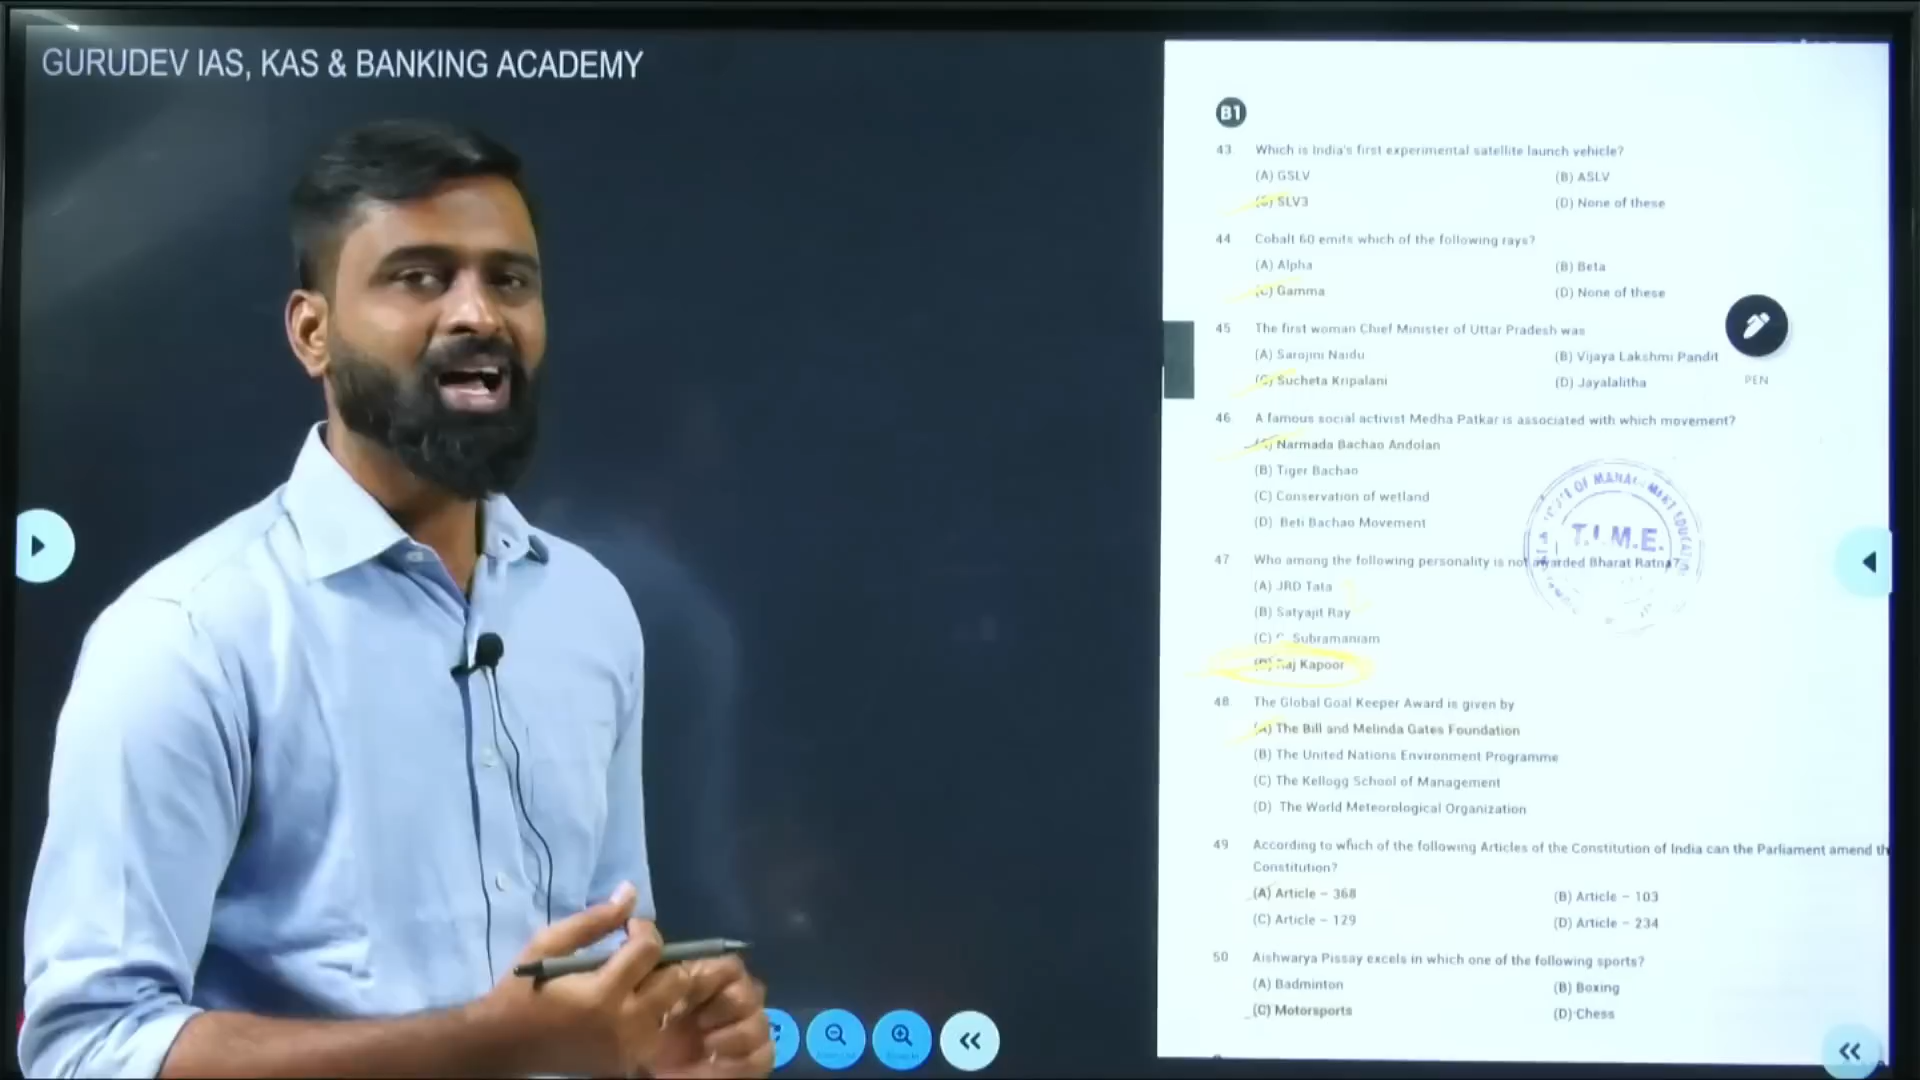 GURUDEV IAS, KAS & BANKING ACADEMY
B1
43 Which is India's first experimental satellite launch vehicle?
(A) GSLV (B) ASLV
(C) SLV3 (D) None of these
44 Cobalt 60 emits which of the following rays?
(A) Alpha (B) Beta
(C) Gamma (D) None of these
45 The first woman Chief Minister of Uttar Pradesh was
(A) Sarojini Naidu (B) Vijaya Lakshmi Pandit
(C) Sucheta Kripalani (D) Jayalalitha
PEN
46 A famous social activist Medha Patkar is associated with which movement?
(A) Narmada Bachao Andolan
(B) Tiger Bachao
(C) Conservation of wetland
(D) Beti Bachao Movement
T.I.M.E.
47 Who among the following personality is not awarded Bharat Ratna?
(A) JRD Tata
(B) Satyajit Ray
(C) C. Subramaniam
(D) Raj Kapoor
48 The Global Goal Keeper Award is given by
(A) The Bill and Melinda Gates Foundation
(B) The United Nations Environment Programme
(C) The Kellogg School of Management
(D) The World Meteorological Organization
49 According to which of the following Articles of the Constitution of India can the Parliament amend th
Constitution?
(A) Article – 368 (B) Article – 103
(C) Article – 129 (D) Article – 234
50 Aishwarya Pissay excels in which one of the following sports?
(A) Badminton (B) Boxing
(C) Motorsports (D) Chess